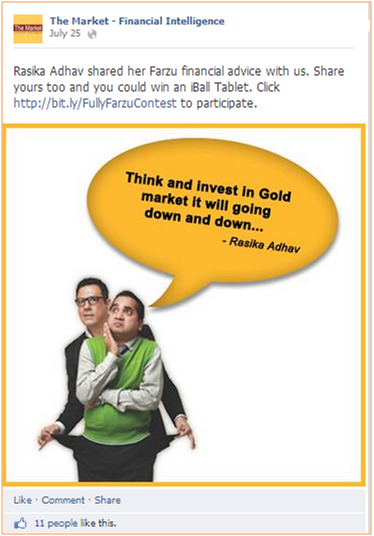 The Market
The Market - Financial Intelligence
July 25
Rasika Adhav shared her Farzu financial advice with us. Share
yours too and you could win an iBall Tablet. Click
http://bit.ly/FullyFarzuContest to participate.
Think and invest in Gold
market it will going
down and down...
- Rasika Adhav
Like · Comment · Share
11 people like this.